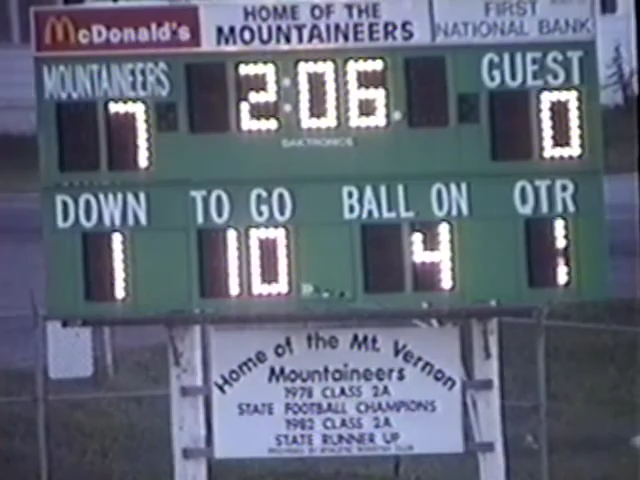 McDonald's
HOME OF THE
MOUNTAINEERS
FIRST
NATIONAL BANK
MOUNTAINEERS 2:06 GUEST
7 0
DAKTRONICS
DOWN TO GO BALL ON QTR
1 10 4 1
Home of the Mt. Vernon
Mountaineers
1978 CLASS 2A
STATE FOOTBALL CHAMPIONS
1982 CLASS 2A
STATE RUNNER UP